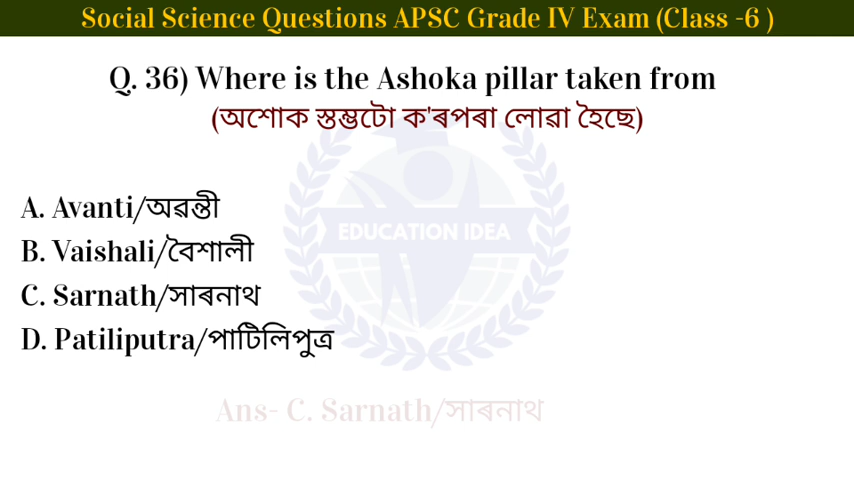 Social Science Questions APSC Grade IV Exam (Class -6 )
Q. 36) Where is the Ashoka pillar taken from
(অশোক স্তম্ভটো ক'ৰপৰা লোৱা হৈছে)
EDUCATION IDEA
A. Avanti/অৱন্তী
B. Vaishali/বৈশালী
C. Sarnath/সাৰনাথ
D. Patiliputra/পাটিলিপুত্ৰ
Ans- C. Sarnath/সাৰনাথ